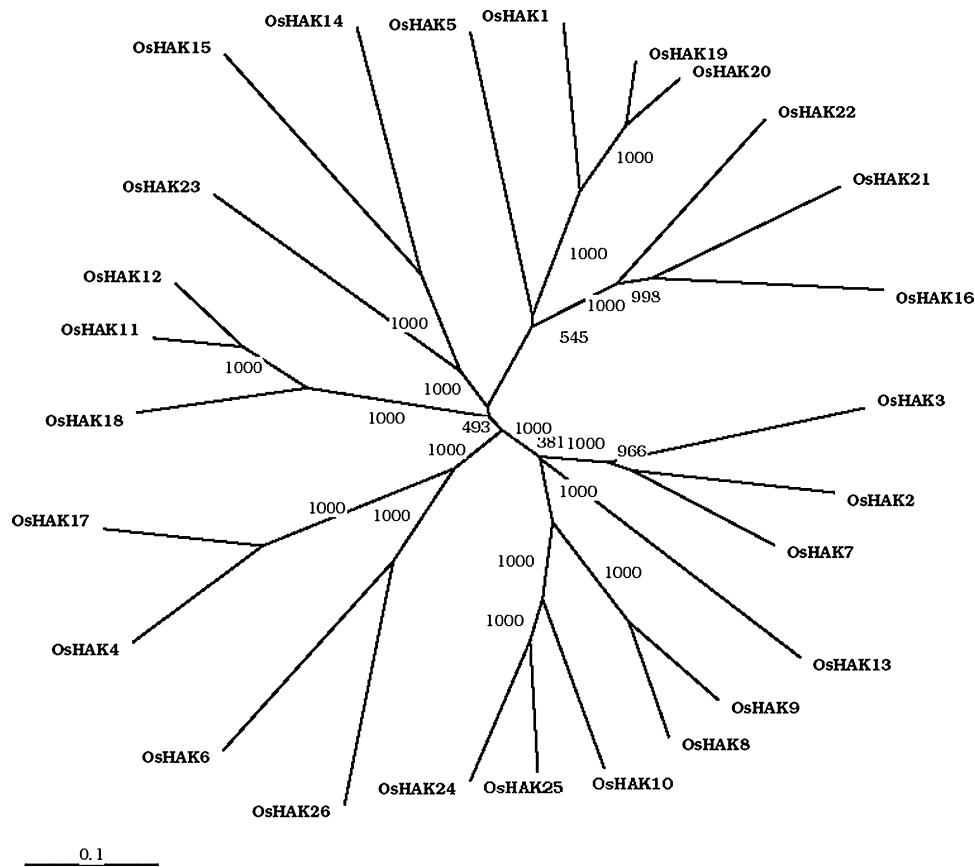 OsHAK1
OsHAK14
OsHAK5
OsHAK15
OsHAK19
OsHAK20
OsHAK22
1000
OsHAK21
OsHAK23
1000
OsHAK12
OsHAK16
1000
998
OsHAK11
1000
545
1000
1000
OsHAK3
OsHAK18
1000
493
1000
381
1000
1000
966
1000
OsHAK2
1000
1000
OsHAK17
OsHAK7
1000
1000
1000
OsHAK4
OsHAK13
OsHAK9
OsHAK8
OsHAK6
OsHAK10
OsHAK24
OsHAK25
OsHAK26
0.1